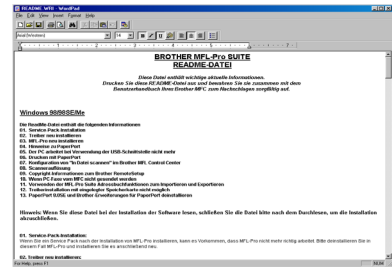 README.WRI - WordPad
File Edit View Insert Format Help
Arial (Western) 14
BROTHER MFL-Pro SUITE
README-DATEI
Diese Datei enthält wichtige aktuelle Informationen.
Drucken Sie diese README-Datei aus und bewahren Sie sie zusammen mit dem
Benutzerhandbuch Ihres Brother MFC zum Nachschlagen sorgfältig auf.
Windows 98/98SE/Me
Die ReadMe-Datei enthält die folgenden Informationen
01. Service-Pack-Installation
02. Treiber neu installieren
03. MFL-Pro neu installieren
04. Hinweise zu PaperPort
05. Der PC arbeitet bei Verwendung der USB-Schnittstelle nicht mehr
06. Drucken mit PaperPort
07. Konfiguration von "In Datei scannen" im Brother MFL Control Center
08. Scannerauflösung
09. Copyright-Informationen zum Brother RemoteSetup
10. Wenn PC-Faxe vom MFC nicht gesendet werden
11. Verwenden der MFL-Pro Suite Adressbuchfunktionen zum Importieren und Exportieren
12. Treiberinstallation mit eingelegter Speicherkarte nicht möglich
13. PaperPort 8.0SE und Brother Erweiterungen für PaperPort deinstallieren
Hinweis: Wenn Sie diese Datei bei der Installation der Software lesen, schließen Sie die Datei bitte nach dem Durchlesen, um die Installation
abzuschließen.
01. Service-Pack-Installation:
Wenn Sie ein Service Pack nach der Installation von MFL-Pro installieren, kann es vorkommen, dass MFL-Pro nicht mehr richtig arbeitet. Bitte deinstallieren Sie in
diesem Fall MFL-Pro und installieren Sie es anschließend neu.
02. Treiber neu installieren:
For Help, press F1
NUM